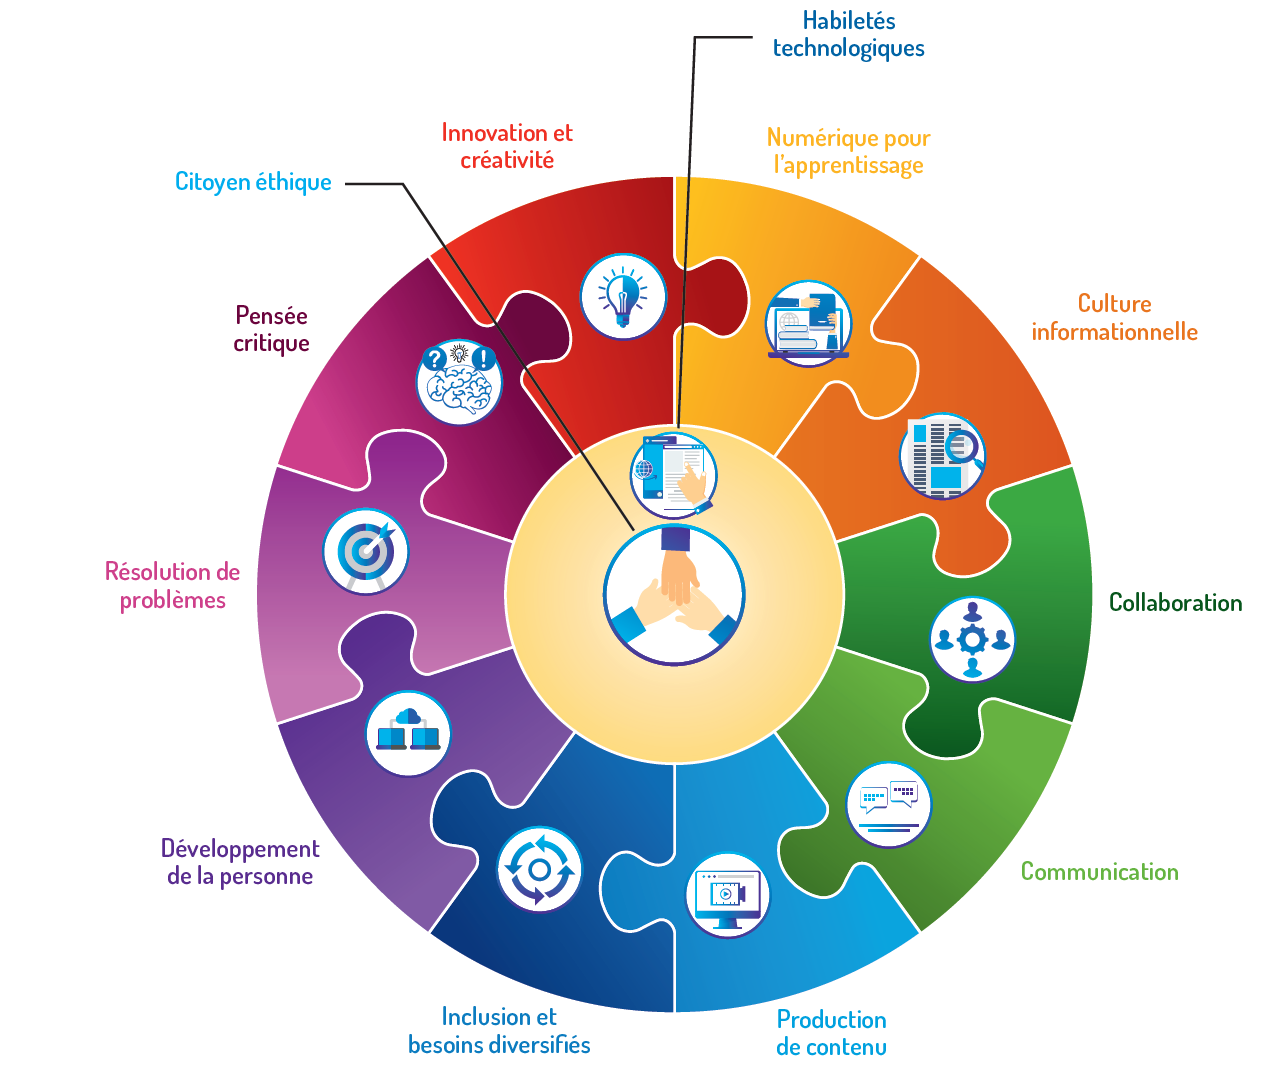 Habiletés
technologiques
Innovation et
créativité
Numérique pour
l'apprentissage
Citoyen éthique
Pensée
critique
Culture
informationnelle
Résolution de
problèmes
Collaboration
Développement
de la personne
Communication
Inclusion et
besoins diversifiés
Production
de contenu